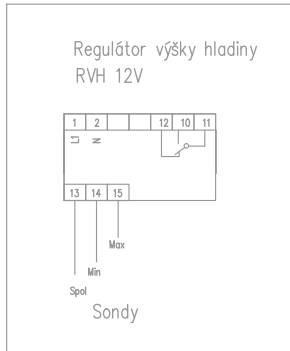 Regulátor výšky hladiny
RVH 12V
1 2 12 10 11
L1 N
13 14 15
Max
Min
Spol
Sondy